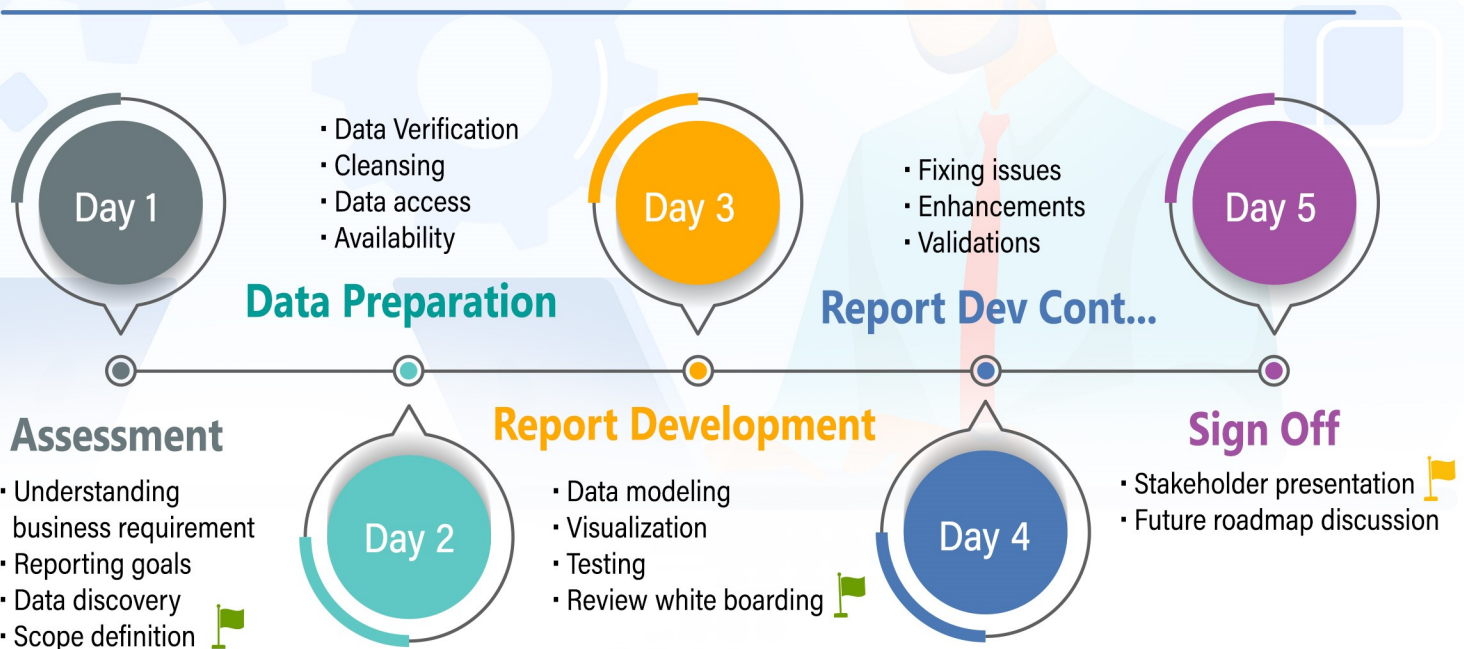 Day 1
Assessment
· Understanding
business requirement
· Reporting goals
· Data discovery
· Scope definition
· Data Verification
· Cleansing
· Data access
· Availability
Data Preparation
Day 2
Day 3
Report Development
· Data modeling
· Visualization
· Testing
· Review white boarding
· Fixing issues
· Enhancements
· Validations
Report Dev Cont...
Day 4
Day 5
Sign Off
· Stakeholder presentation
· Future roadmap discussion